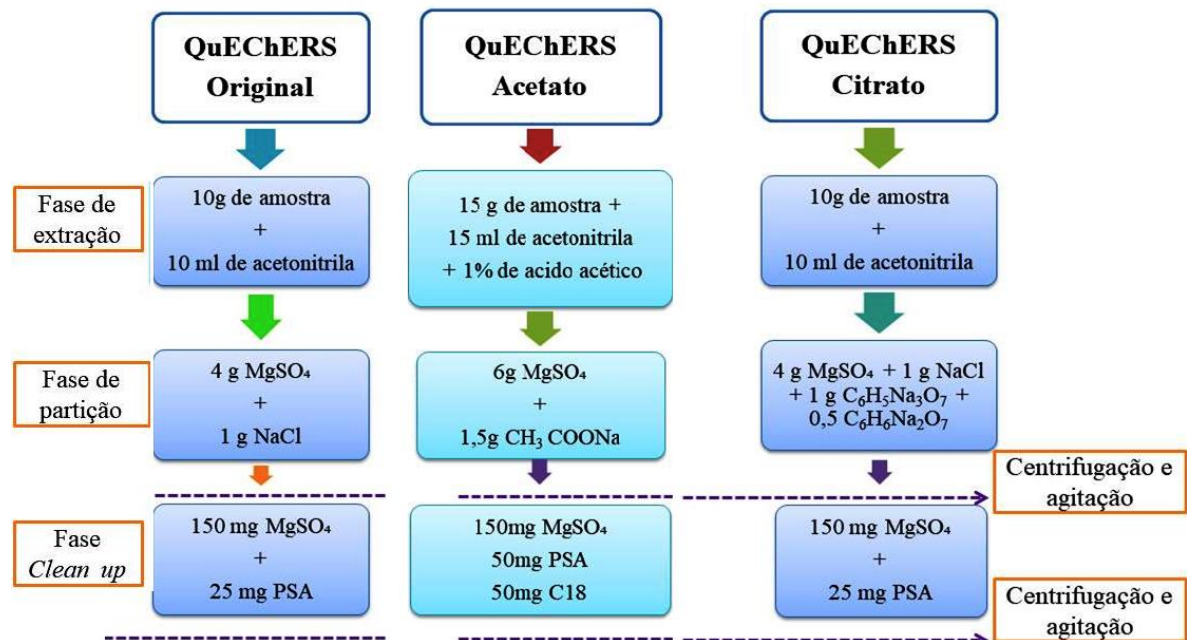 QuEChERS
Original
QuEChERS
Acetato
QuEChERS
Citrato
Fase de
extração
10g de amostra
+
10 ml de acetonitrila
15 g de amostra +
15 ml de acetonitrila
+ 1% de acido acético
10g de amostra
+
10 ml de acetonitrila
Fase de
partição
4 g MgSO₄
+
1 g NaCl
6g MgSO₄
+
1,5g CH₃ COONa
4 g MgSO₄ + 1 g NaCl
+ 1 g C₆H₅Na₃O₇ +
0,5 C₆H₆Na₂O₇
Centrifugação e
agitação
Fase
Clean up
150 mg MgSO₄
+
25 mg PSA
150mg MgSO₄
50mg PSA
50mg C18
150 mg MgSO₄
+
25 mg PSA
Centrifugação e
agitação